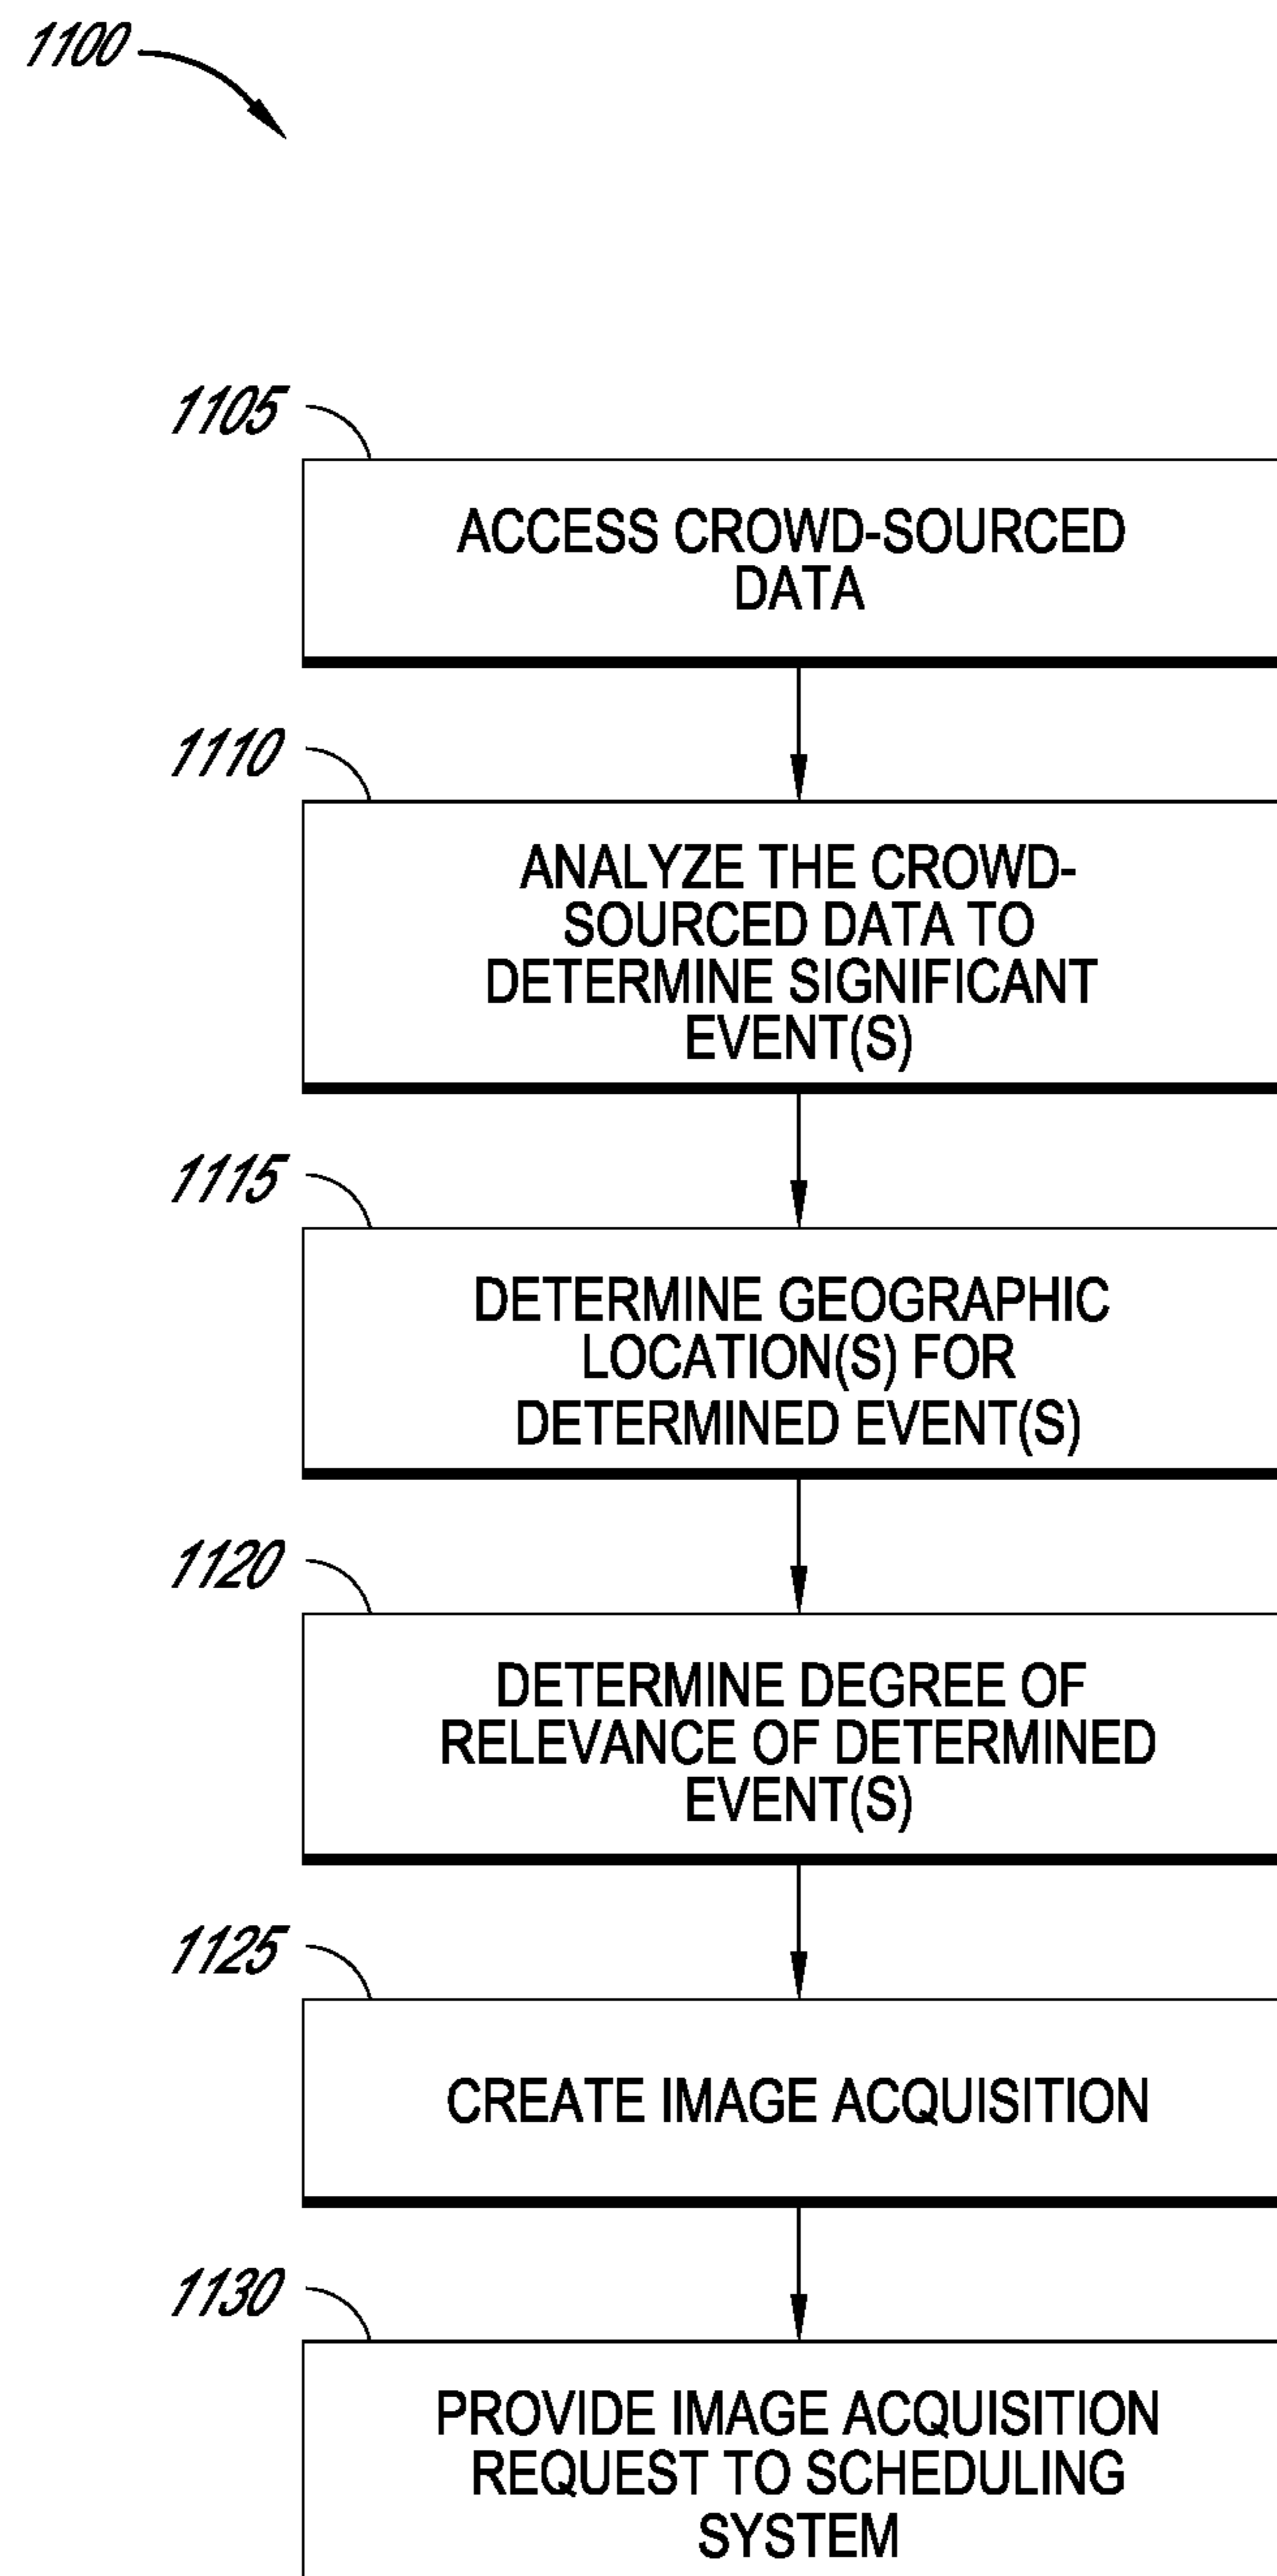 1100
1105
ACCESS CROWD-SOURCED
DATA
1110
ANALYZE THE CROWD-
SOURCED DATA TO
DETERMINE SIGNIFICANT
EVENT(S)
1115
DETERMINE GEOGRAPHIC
LOCATION(S) FOR
DETERMINED EVENT(S)
1120
DETERMINE DEGREE OF
RELEVANCE OF DETERMINED
EVENT(S)
1125
CREATE IMAGE ACQUISITION
1130
PROVIDE IMAGE ACQUISITION
REQUEST TO SCHEDULING
SYSTEM